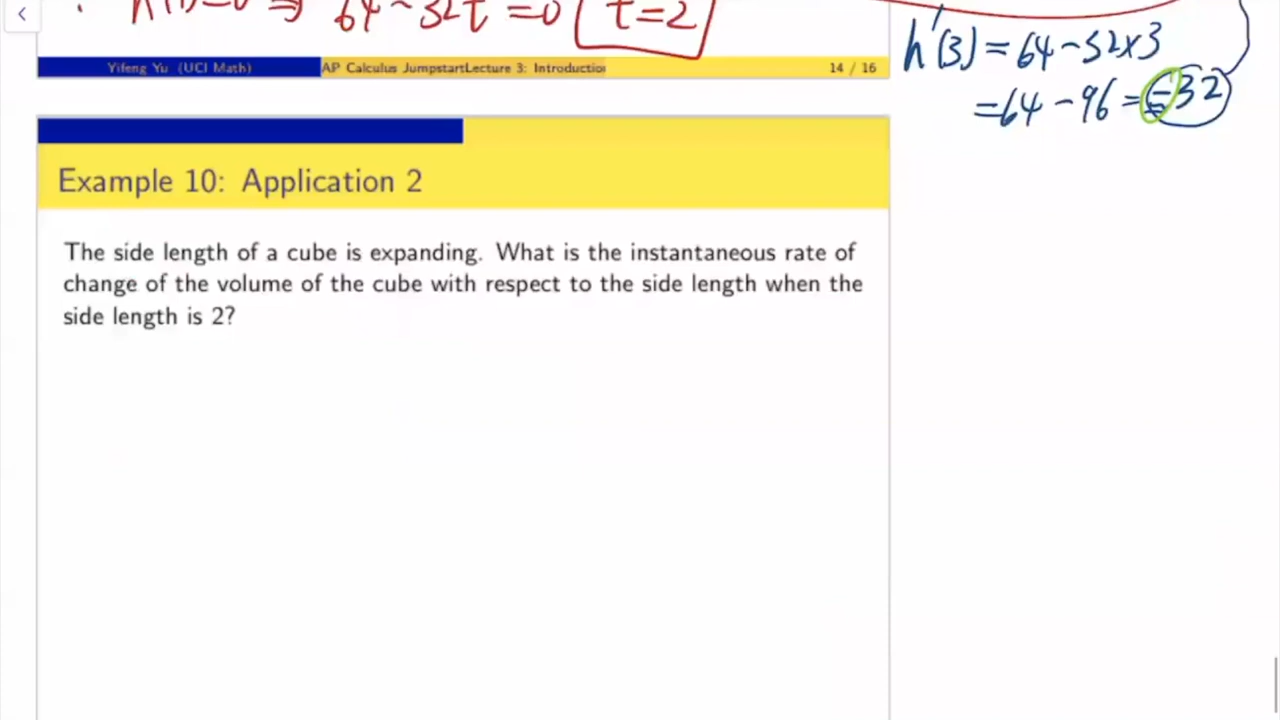 h'(t)=0 ⇒ 64-32t=0 t=2
h'(3)=64-32×3
=64-96=-32
Yifeng Yu (UCI Math) AP Calculus JumpstartLecture 3: Introduction 14 / 16
Example 10: Application 2
The side length of a cube is expanding. What is the instantaneous rate of
change of the volume of the cube with respect to the side length when the
side length is 2?